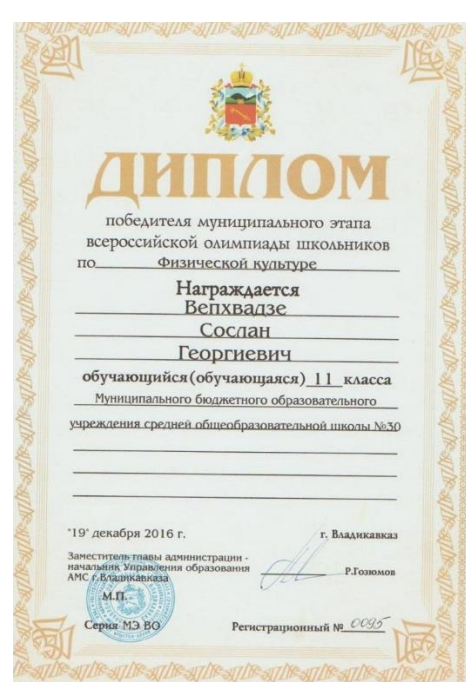 ДИПЛОМ
победителя муниципального этапа
всероссийской олимпиады школьников
по Физической культуре
Награждается
Вепхвадзе
Сослан
Георгиевич
обучающийся(обучающаяся) 11 класса
Муниципального бюджетного образовательного
учреждения средней общеобразовательной школы №30
"19" декабря 2016 г.
г. Владикавказ
Заместитель главы администрации -
начальник Управления образования
АМС г.Владикавказа
Р.Гозюмов
М.П.
Серия МЭ ВО
Регистрационный № 0095